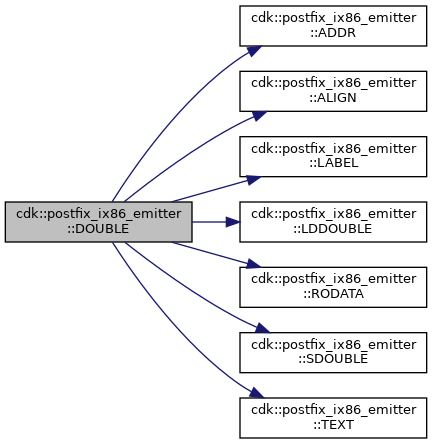 cdk::postfix_ix86_emitter
::ADDR
cdk::postfix_ix86_emitter
::ALIGN
cdk::postfix_ix86_emitter
::LABEL
cdk::postfix_ix86_emitter
::DOUBLE
cdk::postfix_ix86_emitter
::LDDOUBLE
cdk::postfix_ix86_emitter
::RODATA
cdk::postfix_ix86_emitter
::SDOUBLE
cdk::postfix_ix86_emitter
::TEXT